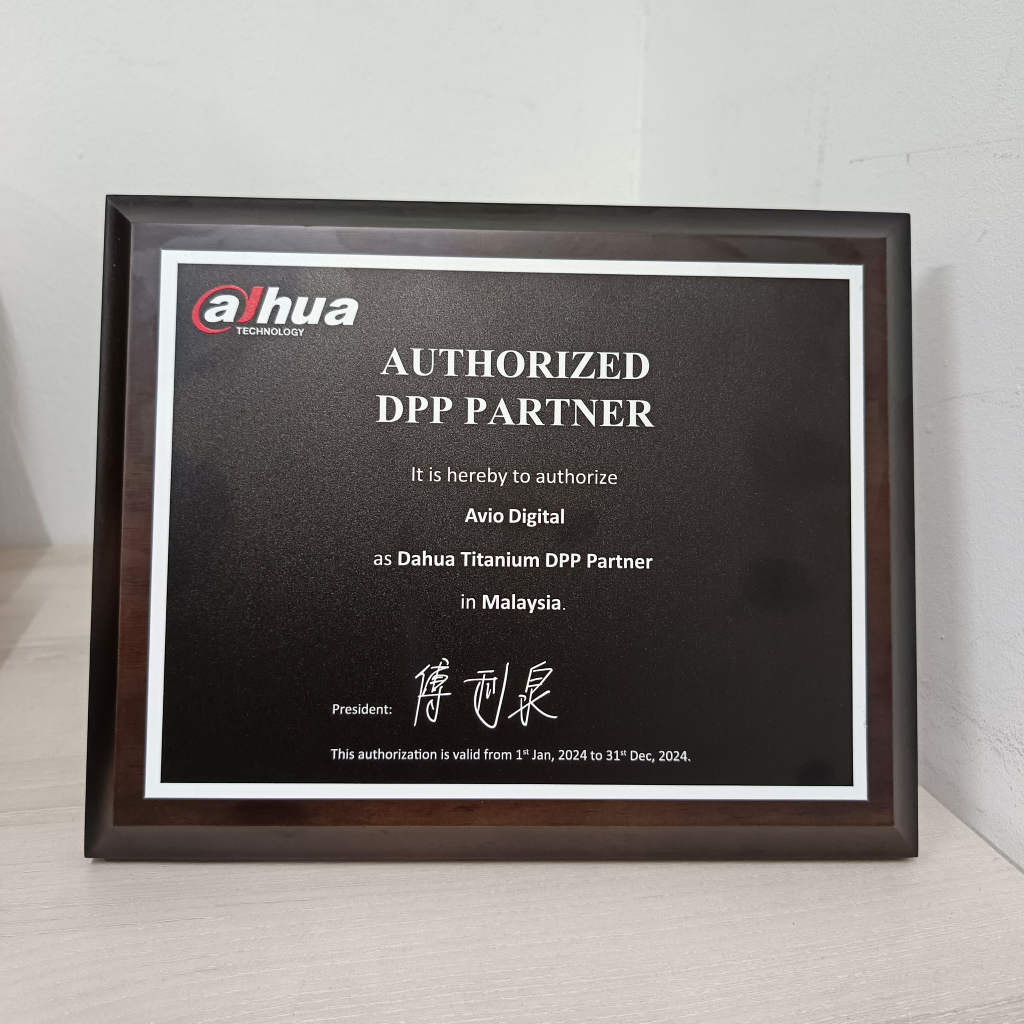 alhua
TECHNOLOGY
AUTHORIZED
DPP PARTNER
It is hereby to authorize
Avio Digital
as Dahua Titanium DPP Partner
in Malaysia.
President: 傅利泉
This authorization is valid from 1st Jan, 2024 to 31st Dec, 2024.